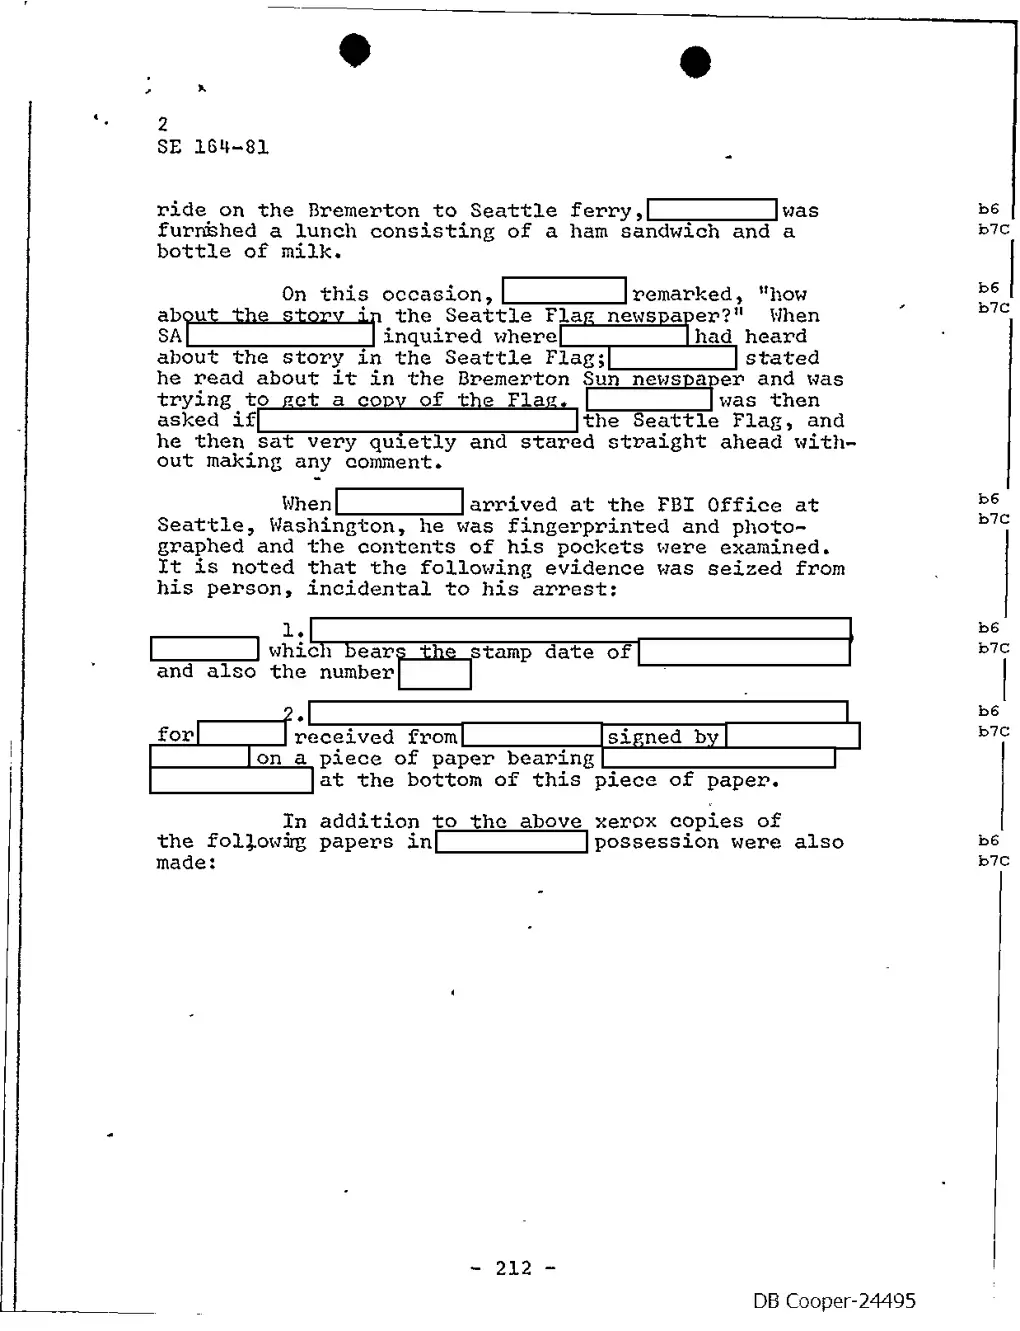 2
SE 164-81
ride on the Bremerton to Seattle ferry, was b6
furnished a lunch consisting of a ham sandwich and a b7C
bottle of milk.
On this occasion, remarked, "how b6
about the story in the Seattle Flag newspaper?" When b7C
SA inquired where had heard
about the story in the Seattle Flag; stated
he read about it in the Bremerton Sun newspaper and was
trying to get a copy of the Flag. was then
asked if the Seattle Flag, and
he then sat very quietly and stared straight ahead with-
out making any comment.
When arrived at the FBI Office at b6
Seattle, Washington, he was fingerprinted and photo- b7C
graphed and the contents of his pockets were examined.
It is noted that the following evidence was seized from
his person, incidental to his arrest:
1. b6
which bears the stamp date of b7C
and also the number
2. b6
for received from signed by b7C
on a piece of paper bearing
at the bottom of this piece of paper.
In addition to the above xerox copies of
the following papers in possession were also b6
made: b7C
- 212 -
DB Cooper-24495